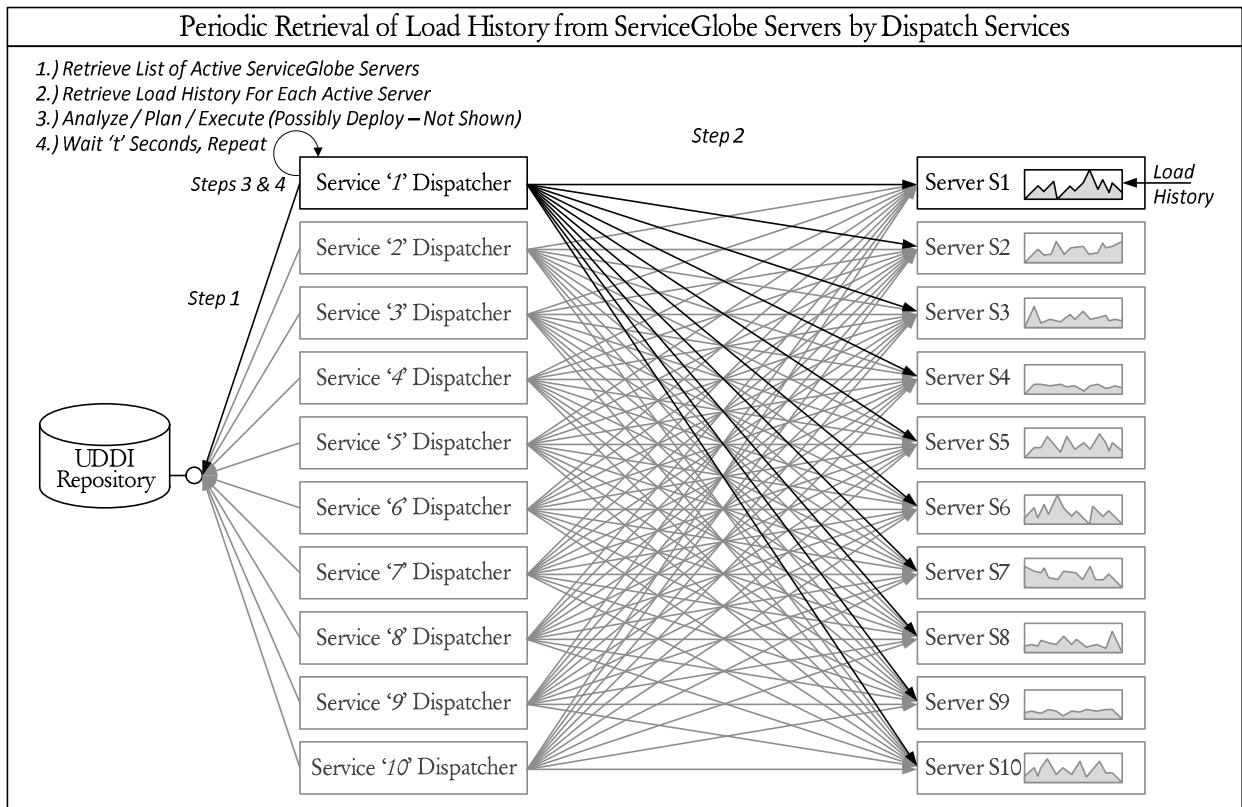 Periodic Retrieval of Load History from ServiceGlobe Servers by Dispatch Services
1.) Retrieve List of Active ServiceGlobe Servers
2.) Retrieve Load History For Each Active Server
3.) Analyze / Plan / Execute (Possibly Deploy – Not Shown)
4.) Wait ‘t’ Seconds, Repeat
Step 2
Steps 3 & 4
Step 1
UDDI
Repository
Service ‘1’ Dispatcher
Service ‘2’ Dispatcher
Service ‘3’ Dispatcher
Service ‘4’ Dispatcher
Service ‘5’ Dispatcher
Service ‘6’ Dispatcher
Service ‘7’ Dispatcher
Service ‘8’ Dispatcher
Service ‘9’ Dispatcher
Service ‘10’ Dispatcher
Server S1
Server S2
Server S3
Server S4
Server S5
Server S6
Server S7
Server S8
Server S9
Server S10
Load
History